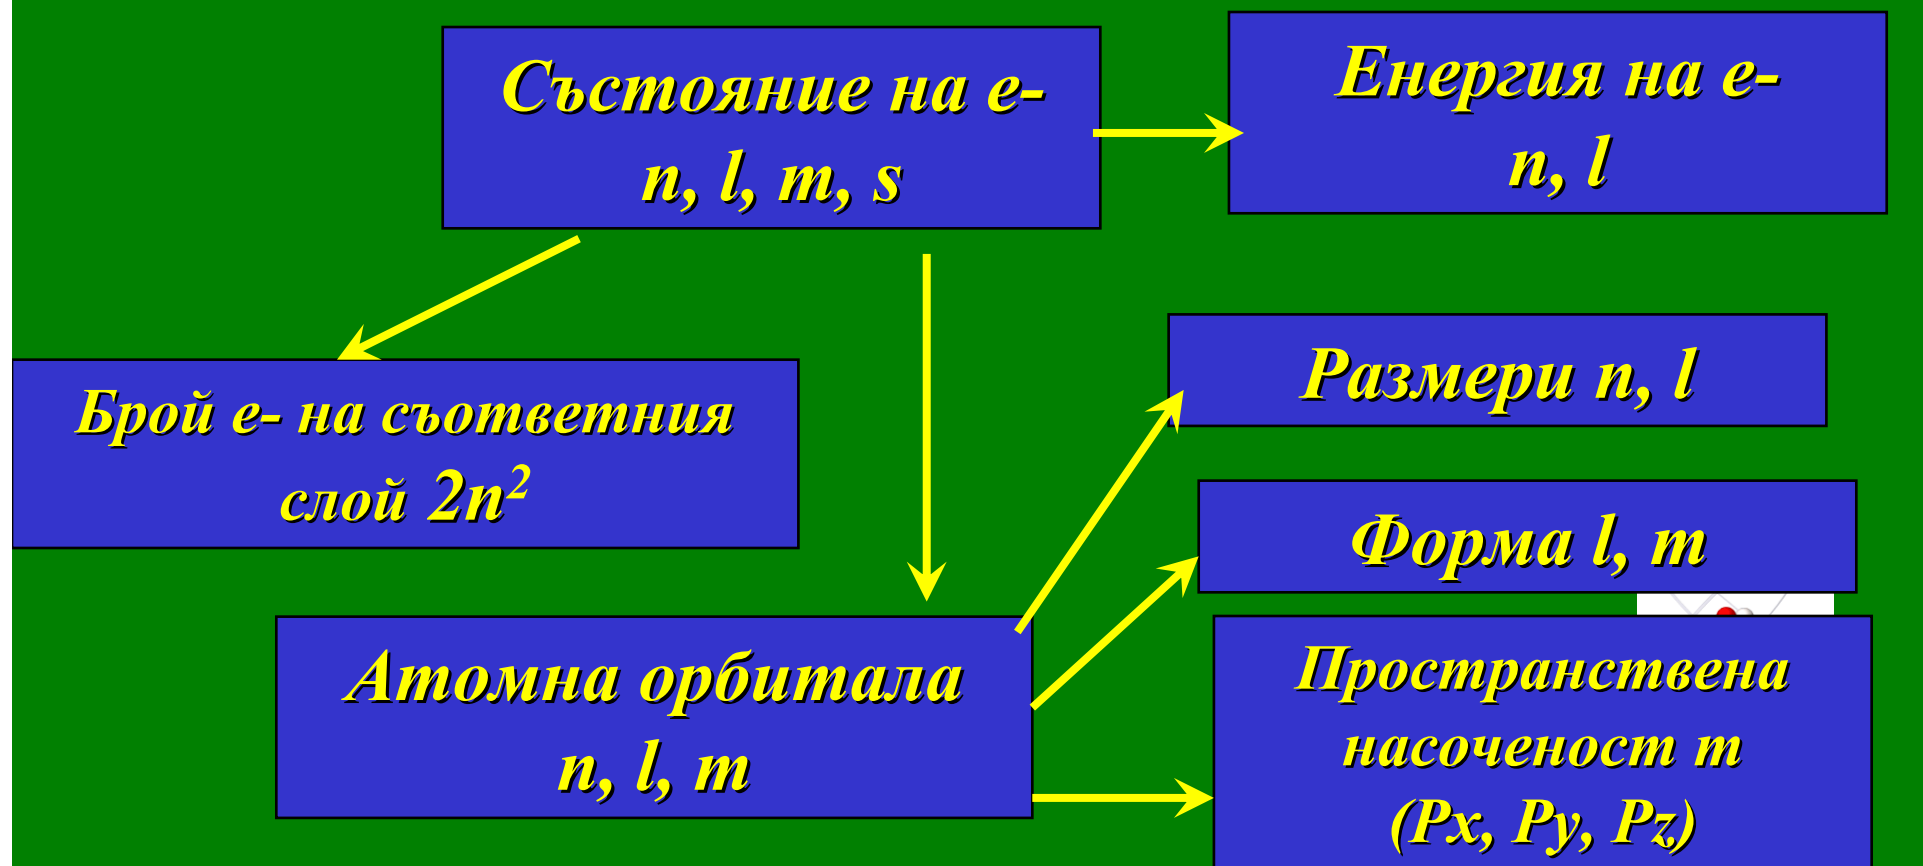 Състояние на е-
n, l, m, s
Енергия на е-
n, l
Брой е- на съответния
слой 2n²
Размери n, l
Форма l, m
Атомна орбитала
n, l, m
Пространствена
насоченост m
(Px, Py, Pz)